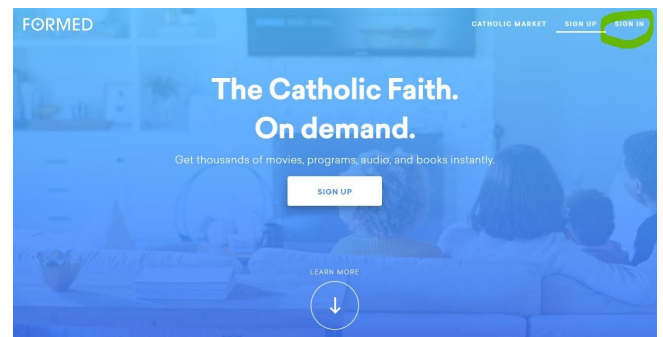 FORMED
CATHOLIC MARKET SIGN UP SIGN IN
The Catholic Faith.
On demand.
Get thousands of movies, programs, audio, and books instantly.
SIGN UP
LEARN MORE